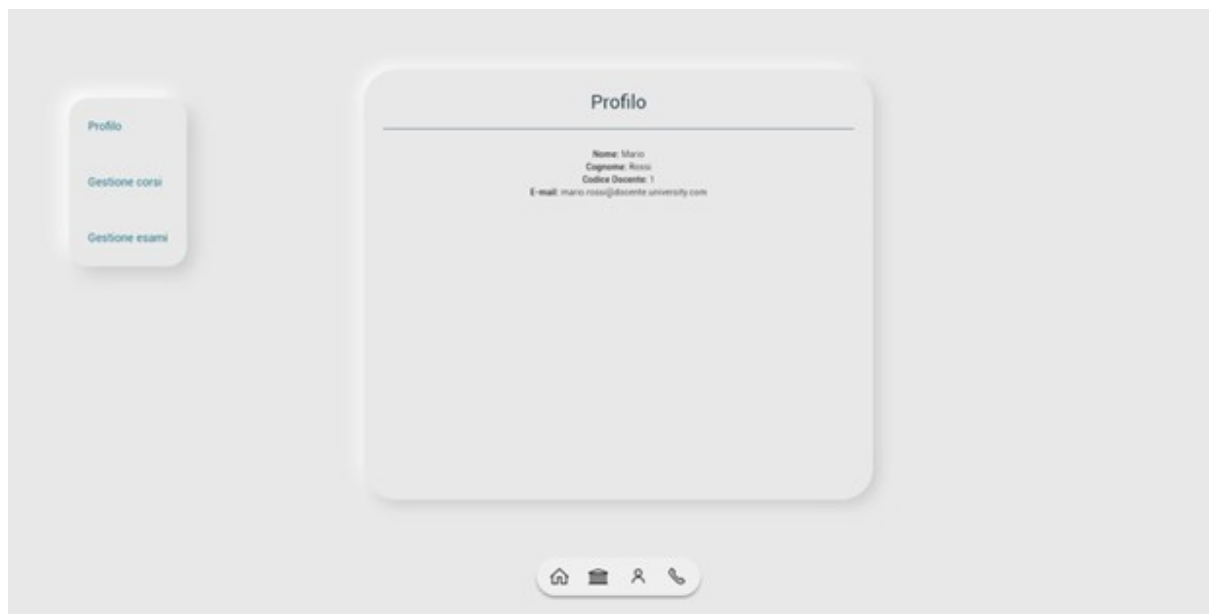 Profilo
Gestione corsi
Gestione esami
Profilo
Nome: Mario
Cognome: Rossi
Codice Docente: 1
E-mail: mario.rossi@docente.university.com